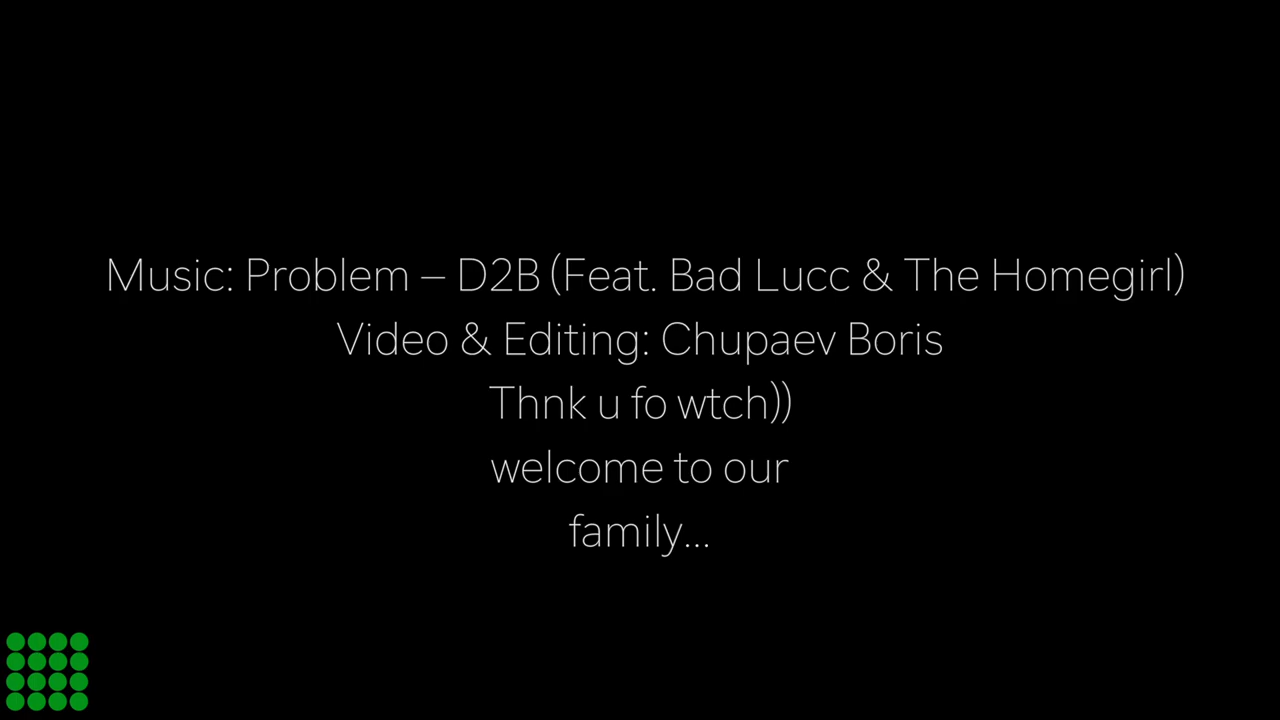 Music: Problem – D2B (Feat. Bad Lucc & The Homegirl)
Video & Editing: Chupaev Boris
Thnk u fo wtch))
welcome to our
family...